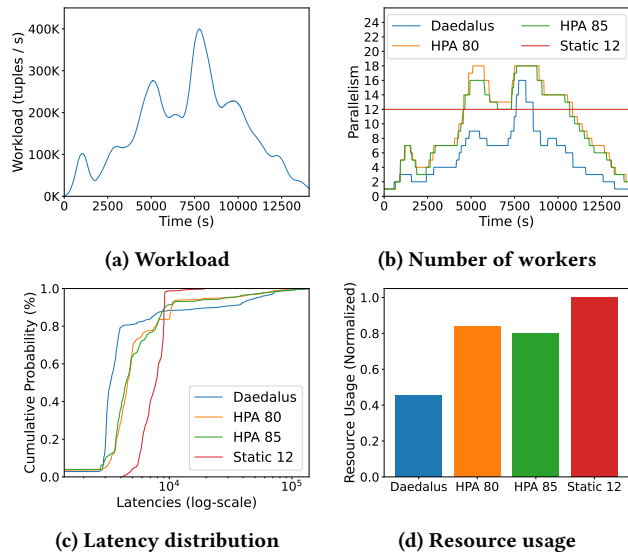 400K
300K
200K
100K
0K
Workload (tuples / s)
0 2500 5000 7500 10000 12500
Time (s)
(a) Workload
Daedalus HPA 85
HPA 80 Static 12
26
24
22
20
18
16
14
12
10
8
6
4
2
0
Parallelism
0 2500 5000 7500 10000 12500
Time (s)
(b) Number of workers
1.0
0.8
0.6
0.4
0.2
0.0
Cumulative Probability (%)
Daedalus
HPA 80
HPA 85
Static 12
10⁴ 10⁵
Latencies (log-scale)
(c) Latency distribution
1.0
0.8
0.6
0.4
0.2
0.0
Resource Usage (Normalized)
Daedalus HPA 80 HPA 85 Static 12
(d) Resource usage